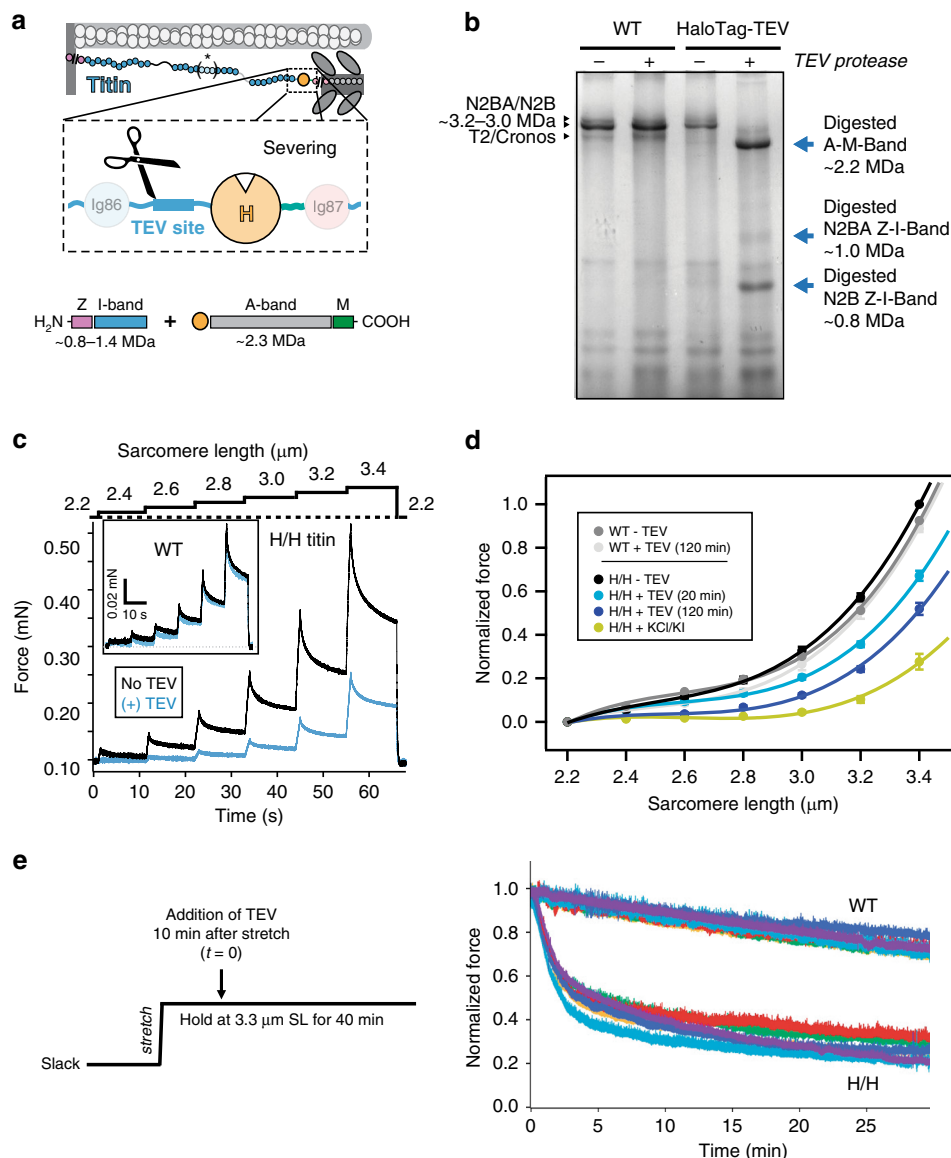 a
*
Titin
Severing
Ig86
H
Ig87
TEV site
Z I-band A-band M
H2N + COOH
~0.8–1.4 MDa ~2.3 MDa
b
WT HaloTag-TEV
– + – + TEV protease
N2BA/N2B
~3.2–3.0 MDa
T2/Cronos
Digested
A-M-Band
~2.2 MDa
Digested
N2BA Z-I-Band
~1.0 MDa
Digested
N2B Z-I-Band
~0.8 MDa
c
Sarcomere length (μm)
2.2 2.4 2.6 2.8 3.0 3.2 3.4 2.2
WT
H/H titin
0.02 mN
10 s
No TEV
(+) TEV
Force (mN)
0.50
0.40
0.30
0.20
0.10
0 10 20 30 40 50 60
Time (s)
d
Normalized force
1.0
0.8
0.6
0.4
0.2
0.0
WT - TEV
WT + TEV (120 min)
H/H - TEV
H/H + TEV (20 min)
H/H + TEV (120 min)
H/H + KCl/KI
2.2 2.4 2.6 2.8 3.0 3.2 3.4
Sarcomere length (μm)
e
Addition of TEV
10 min after stretch
(t = 0)
stretch
Hold at 3.3 μm SL for 40 min
Slack
Normalized force
1.0
0.8
0.6
0.4
0.2
0.0
WT
H/H
0 5 10 15 20 25
Time (min)